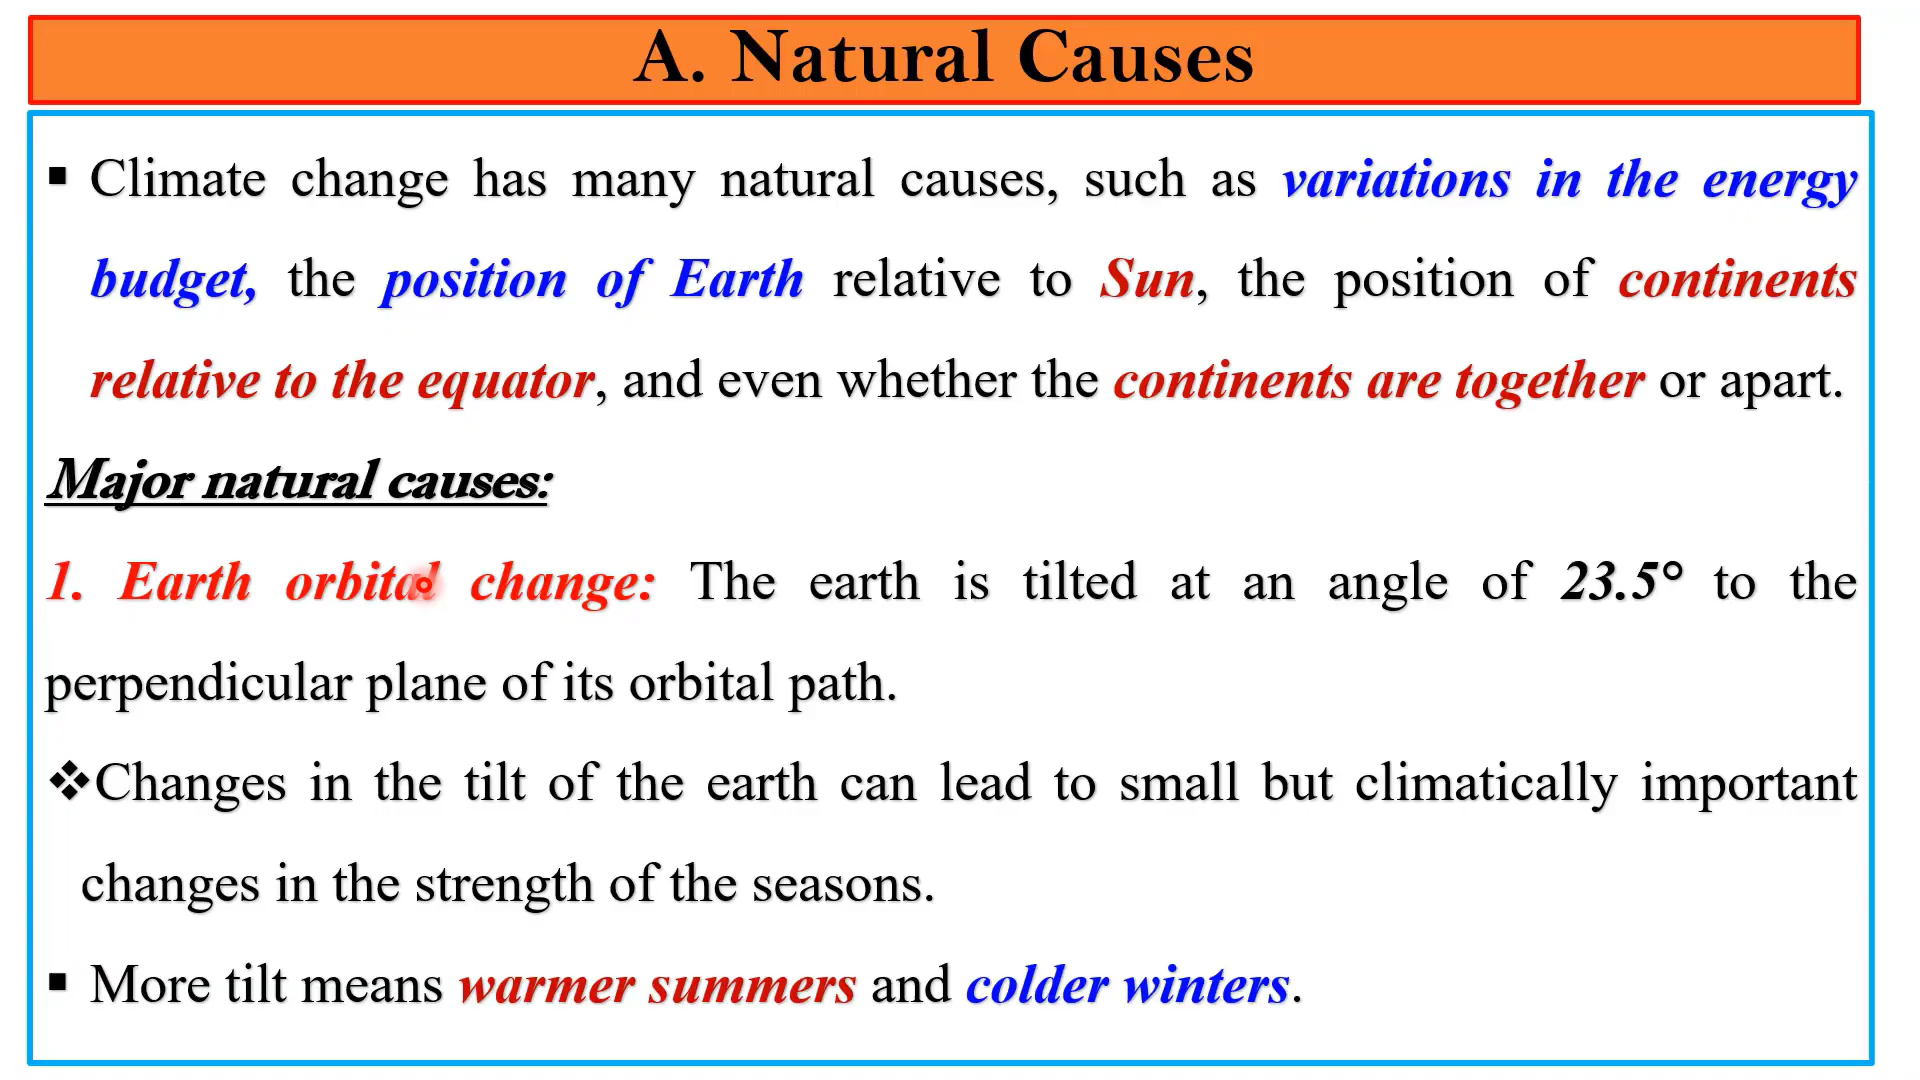 A. Natural Causes
▪ Climate change has many natural causes, such as variations in the energy
budget, the position of Earth relative to Sun, the position of continents
relative to the equator, and even whether the continents are together or apart.
Major natural causes:
1. Earth orbital change: The earth is tilted at an angle of 23.5° to the
perpendicular plane of its orbital path.
❖Changes in the tilt of the earth can lead to small but climatically important
changes in the strength of the seasons.
▪ More tilt means warmer summers and colder winters.